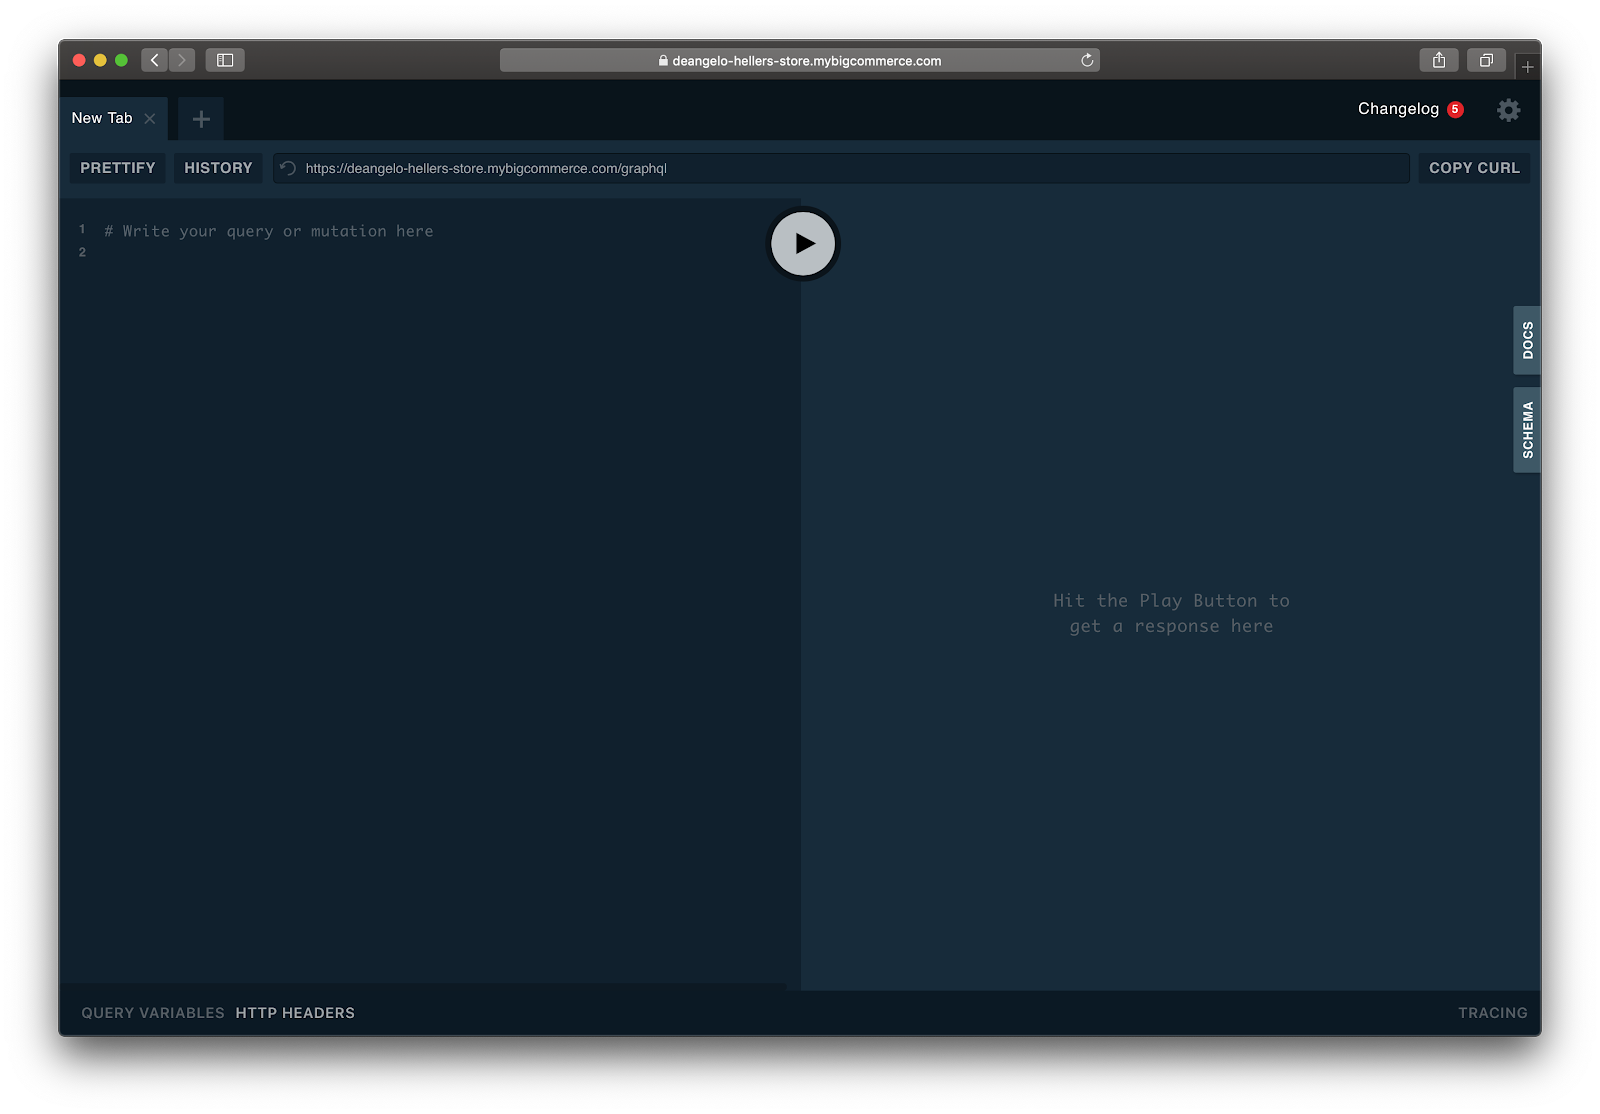 deangelo-hellers-store.mybigcommerce.com
New Tab
Changelog 5
PRETTIFY HISTORY https://deangelo-hellers-store.mybigcommerce.com/graphql COPY CURL
1 # Write your query or mutation here
2
DOCS
SCHEMA
Hit the Play Button to
get a response here
QUERY VARIABLES HTTP HEADERS TRACING